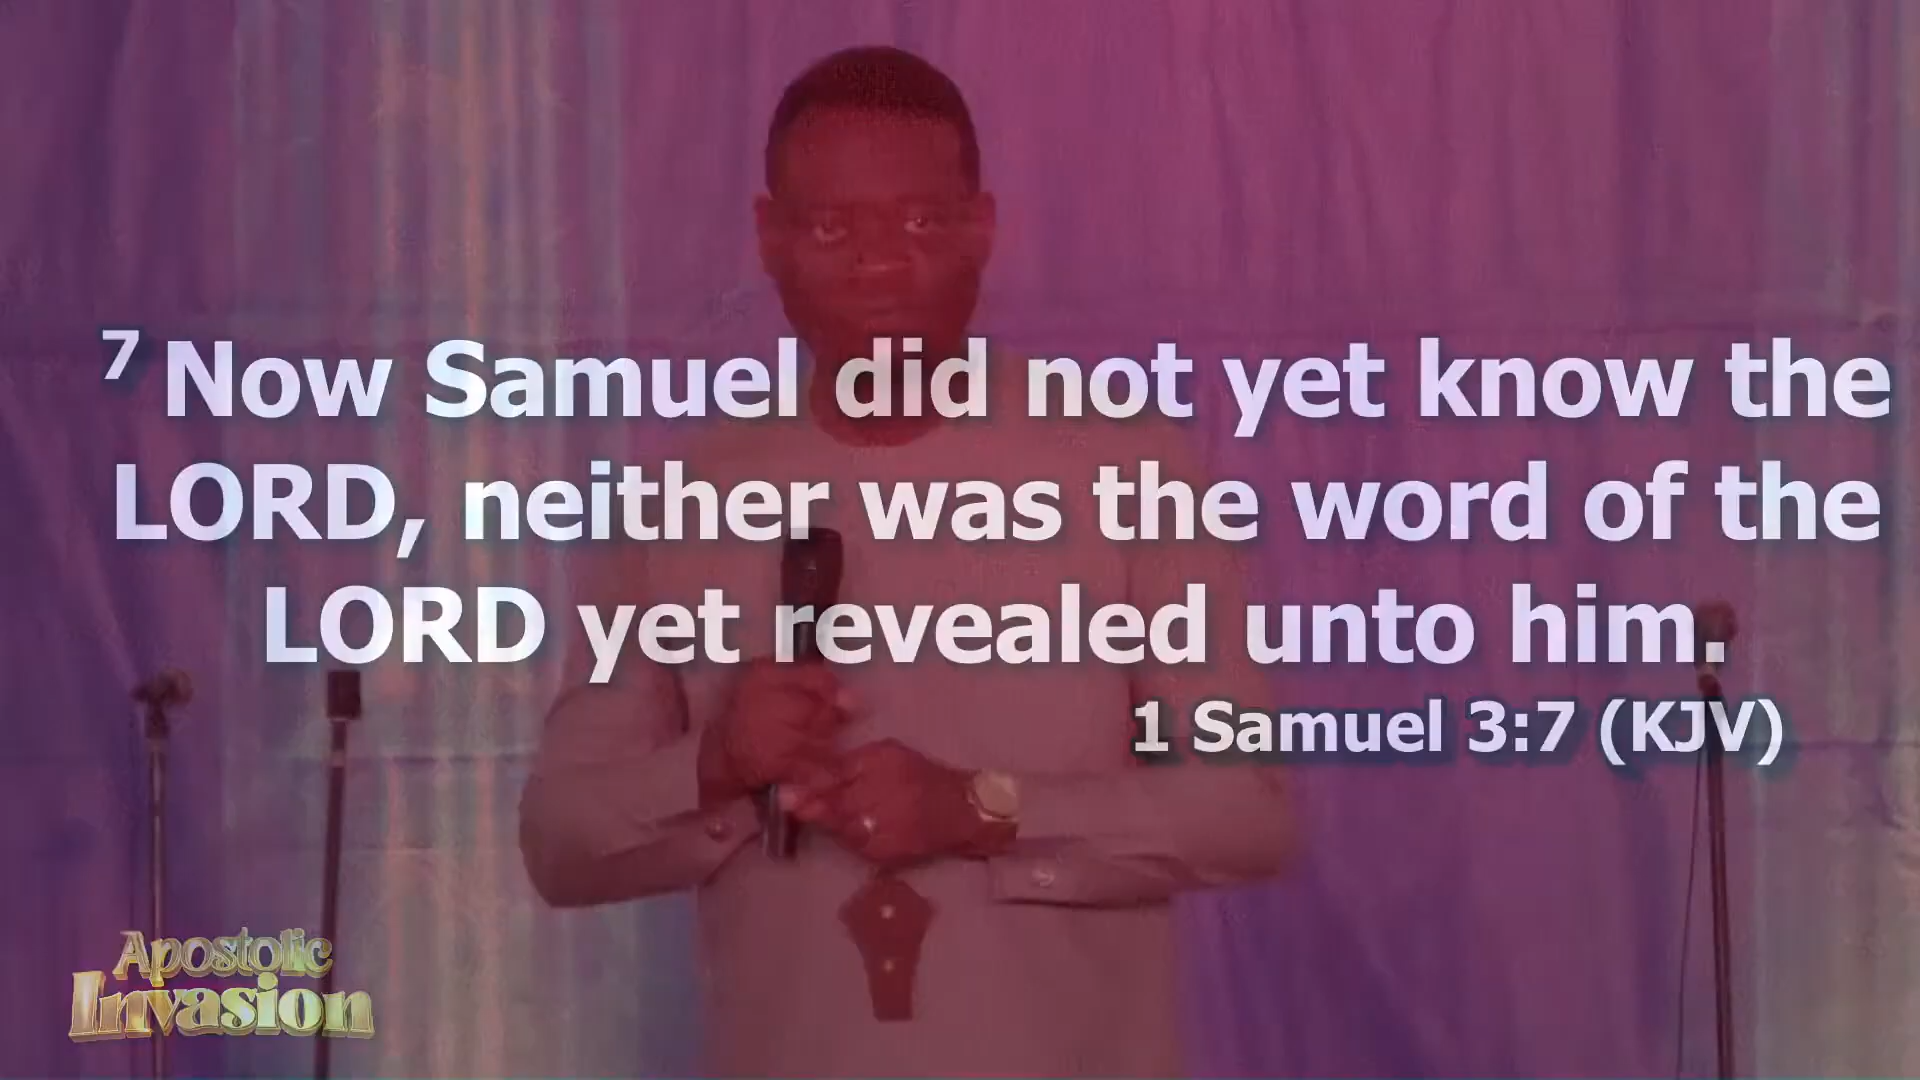 7 Now Samuel did not yet know the
LORD, neither was the word of the
LORD yet revealed unto him.
1 Samuel 3:7 (KJV)
Apostolic
Invasion